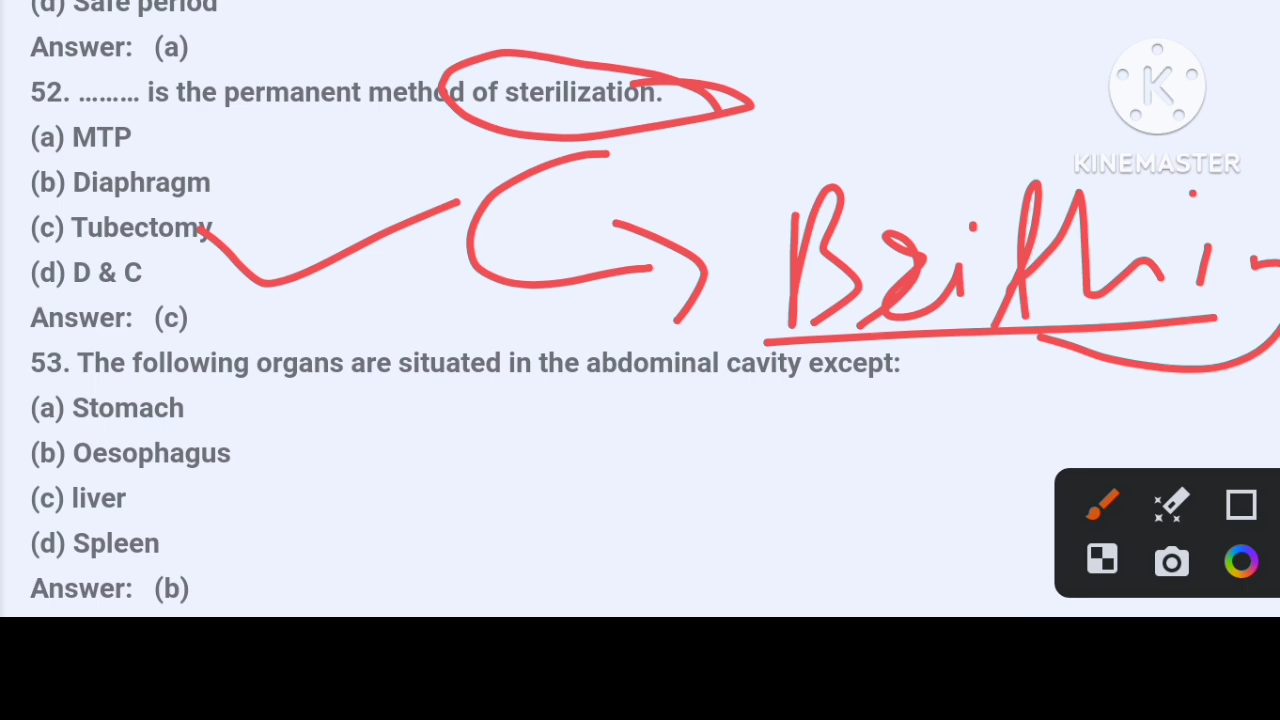 (d) Safe period
Answer: (a)
52. ......... is the permanent method of sterilization.
(a) MTP
(b) Diaphragm
(c) Tubectomy
(d) D & C
Answer: (c)
53. The following organs are situated in the abdominal cavity except:
(a) Stomach
(b) Oesophagus
(c) liver
(d) Spleen
Answer: (b)
K
KINEMASTER